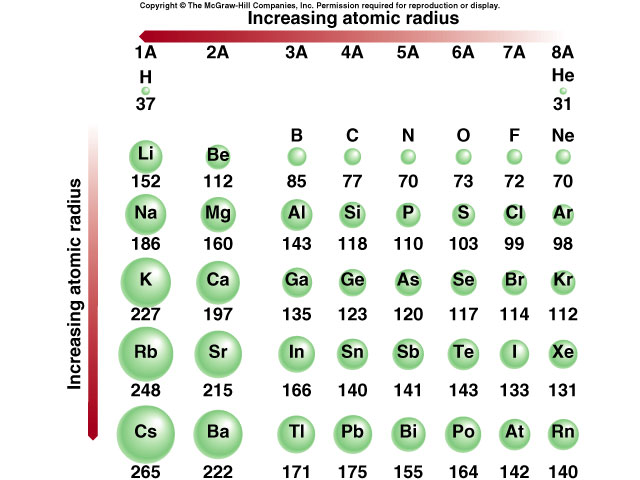 Copyright © The McGraw-Hill Companies, Inc. Permission required for reproduction or display.
Increasing atomic radius
1A 2A 3A 4A 5A 6A 7A 8A
H He
37 31
B C N O F Ne
Li Be
152 112 85 77 70 73 72 70
Na Mg Al Si P S Cl Ar
186 160 143 118 110 103 99 98
K Ca Ga Ge As Se Br Kr
227 197 135 123 120 117 114 112
Rb Sr In Sn Sb Te I Xe
248 215 166 140 141 143 133 131
Cs Ba Tl Pb Bi Po At Rn
265 222 171 175 155 164 142 140
Increasing atomic radius